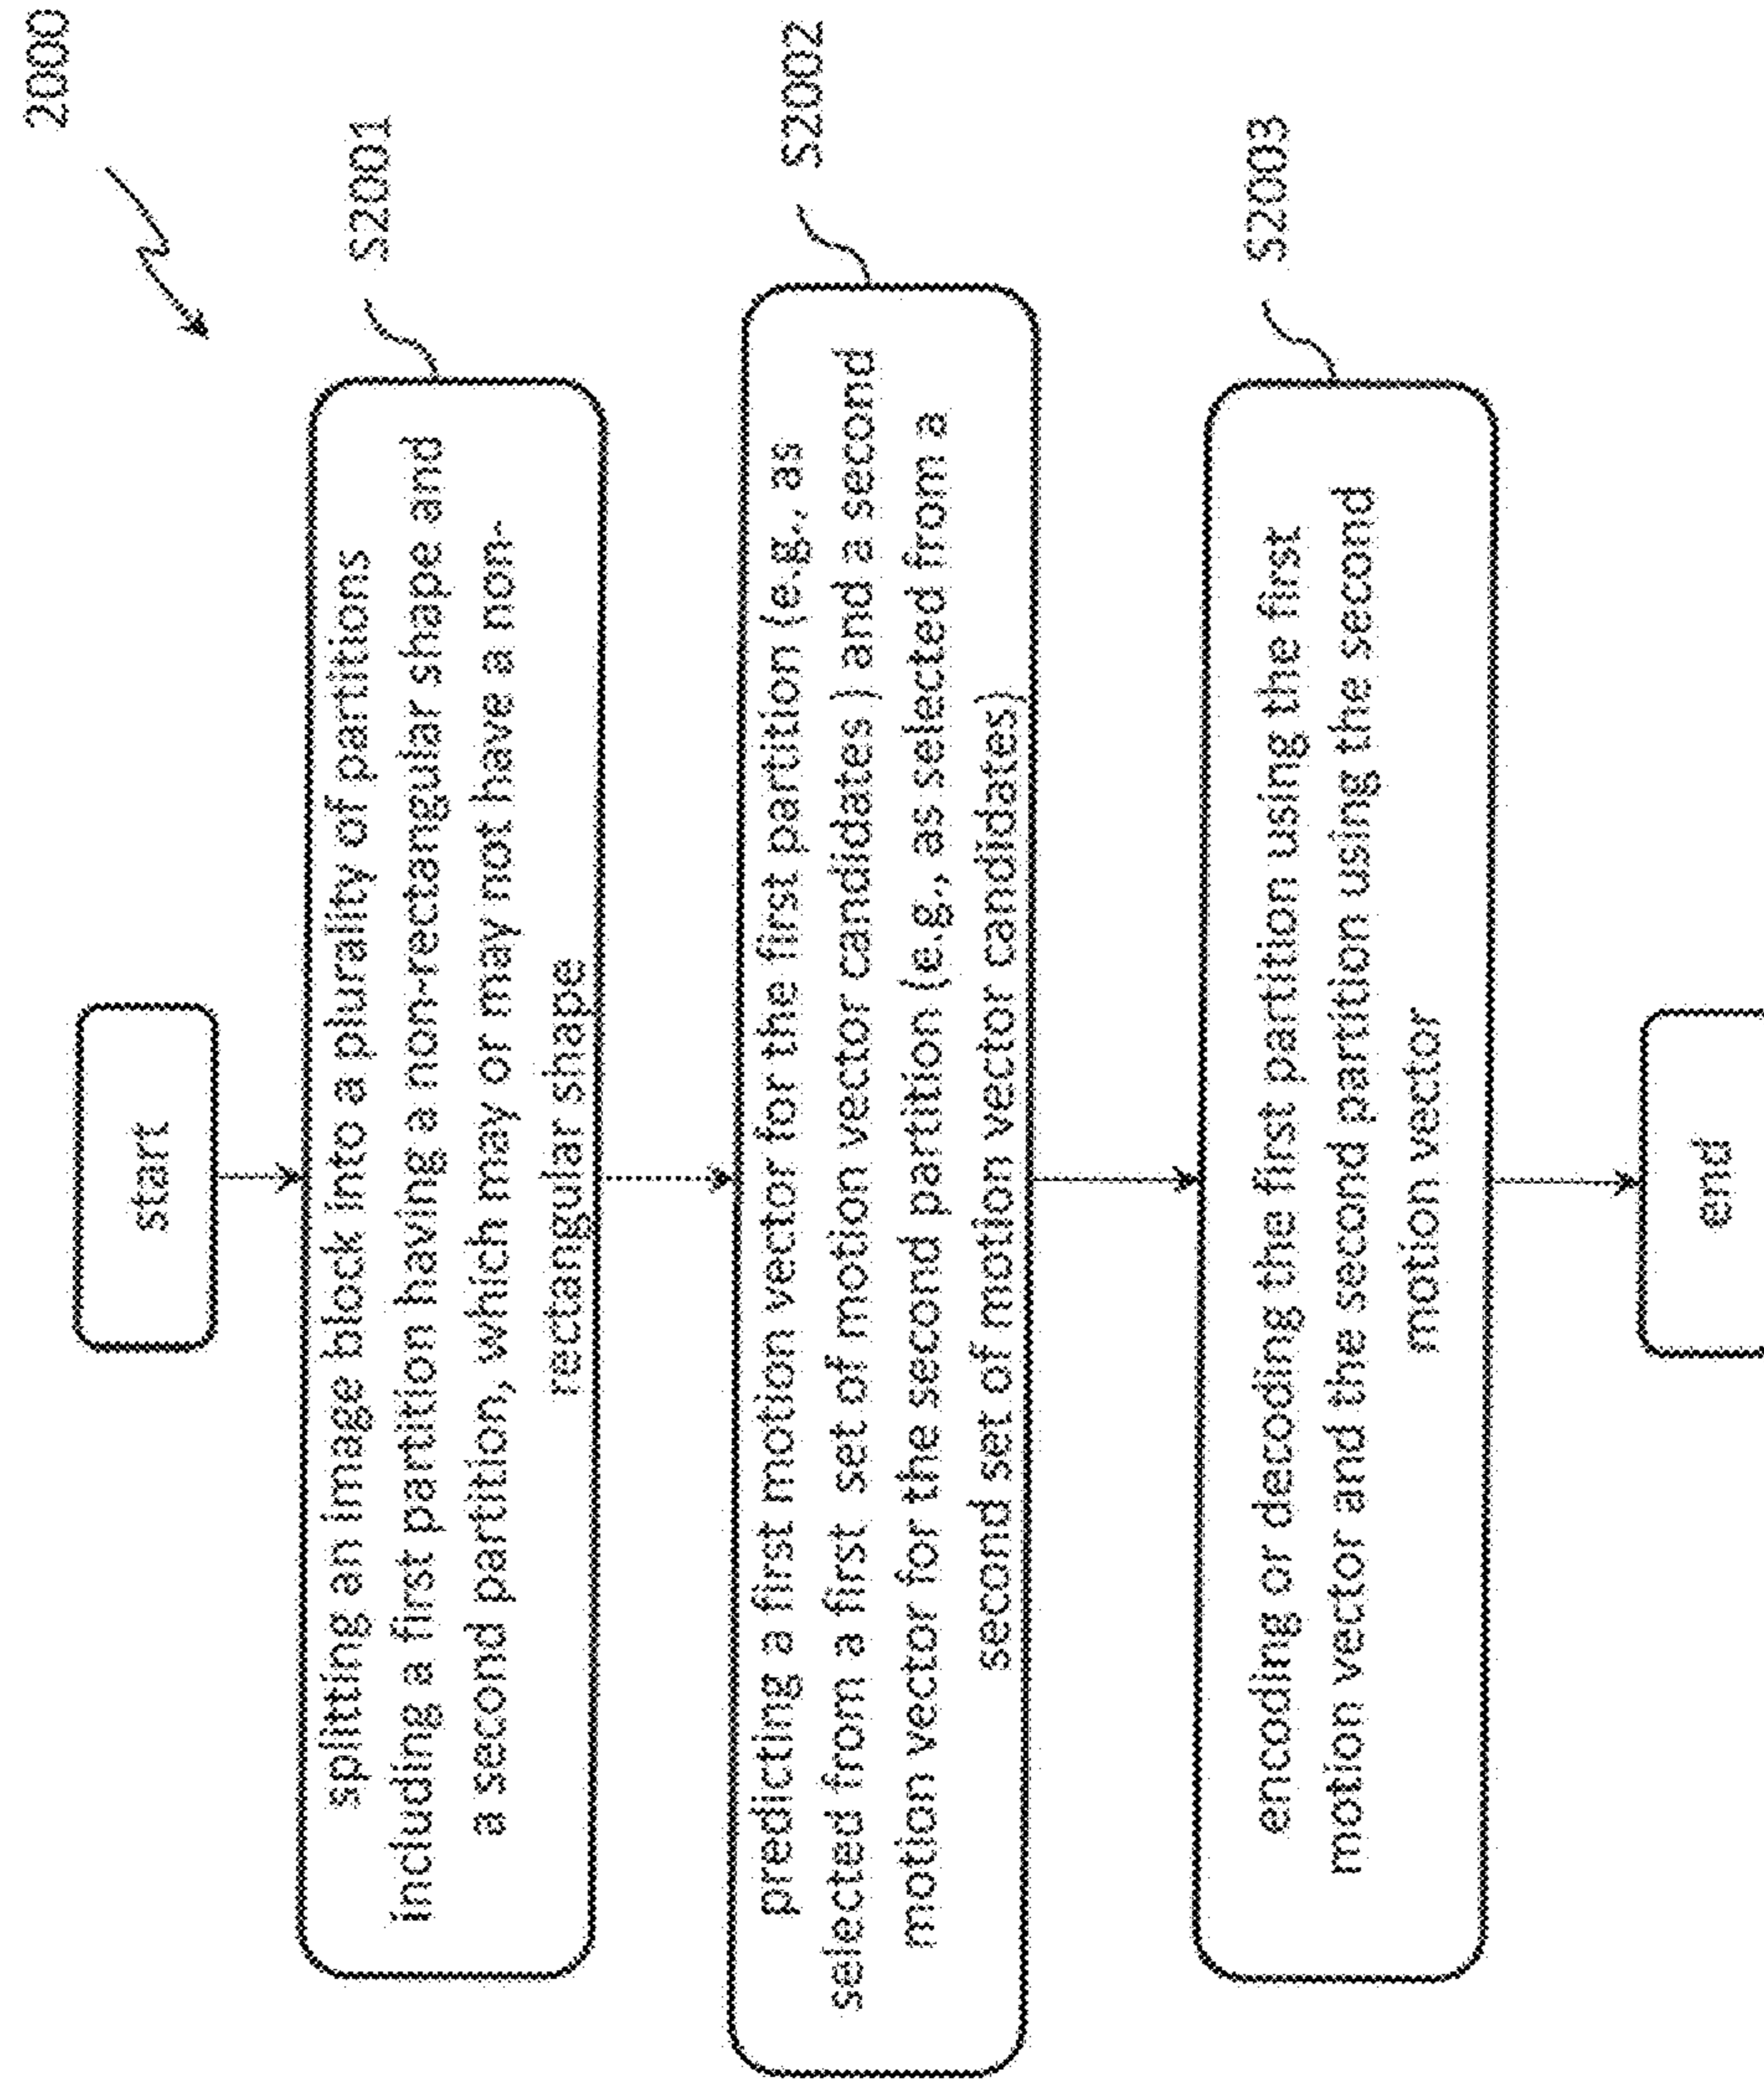 2000
start
S2001
splitting an image block into a plurality of partitions
including a first partition having a non-rectangular shape and
a second partition, which may or may not have a non-
rectangular shape
S2002
predicting a first motion vector for the first partition (e.g., as
selected from a first set of motion vector candidates ) and a second
motion vector for the second partition (e.g., as selected from a
second set of motion vector candidates)
S2003
encoding or decoding the first partition using the first
motion vector and the second partition using the second
motion vector
end